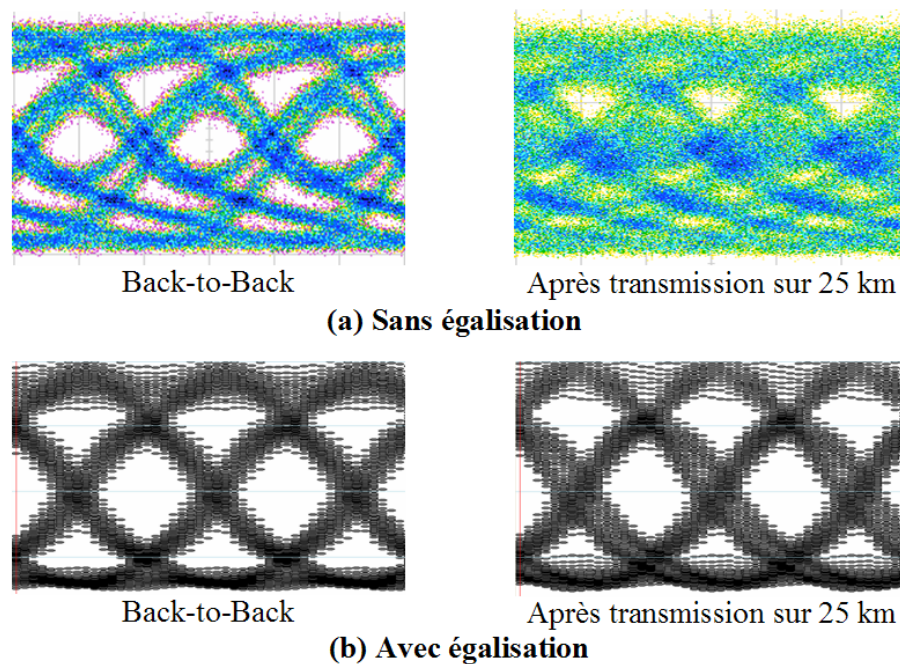 Back-to-Back
Après transmission sur 25 km
(a) Sans égalisation
Back-to-Back
Après transmission sur 25 km
(b) Avec égalisation